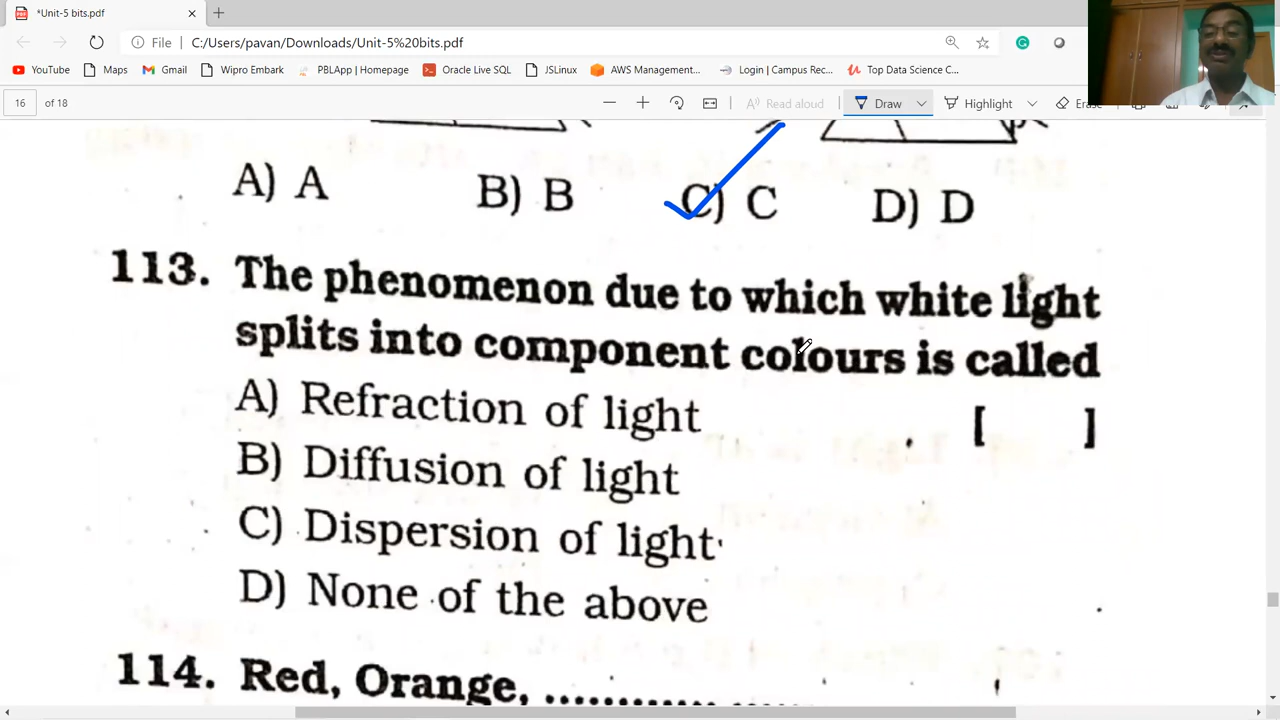 *Unit-5 bits.pdf
File C:/Users/pavan/Downloads/Unit-5%20bits.pdf
YouTube Maps Gmail Wipro Embark PBLApp | Homepage Oracle Live SQL JSLinux AWS Management... Login | Campus Rec... Top Data Science C...
16 of 18 Read aloud Draw Highlight Erase
A) A B) B C) C D) D
113. The phenomenon due to which white light
splits into component colours is called
A) Refraction of light [ ]
B) Diffusion of light
C) Dispersion of light
D) None of the above
114. Red, Orange, ............